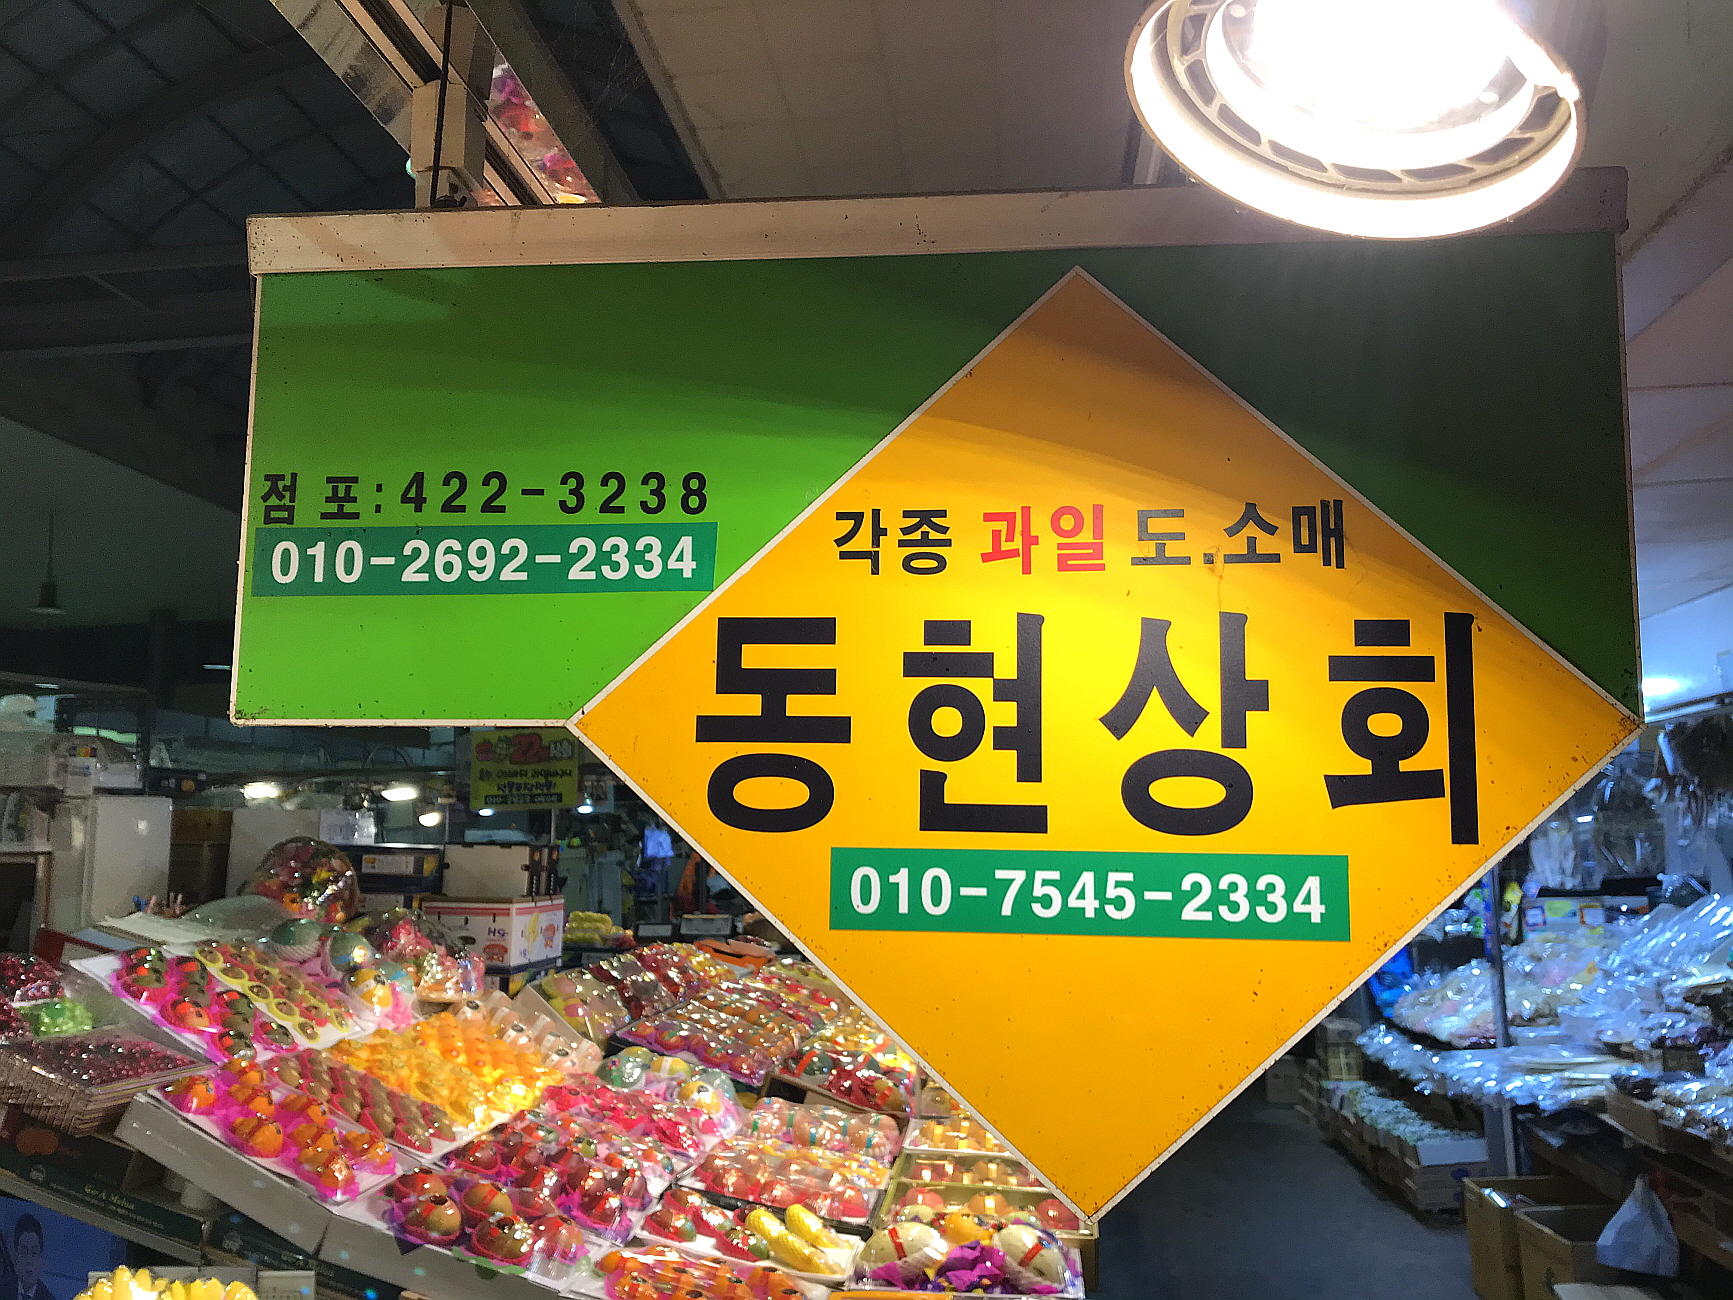 점 포:422-3238
010-2692-2334
각종 과일 도.소매
동현상회
010-7545-2334